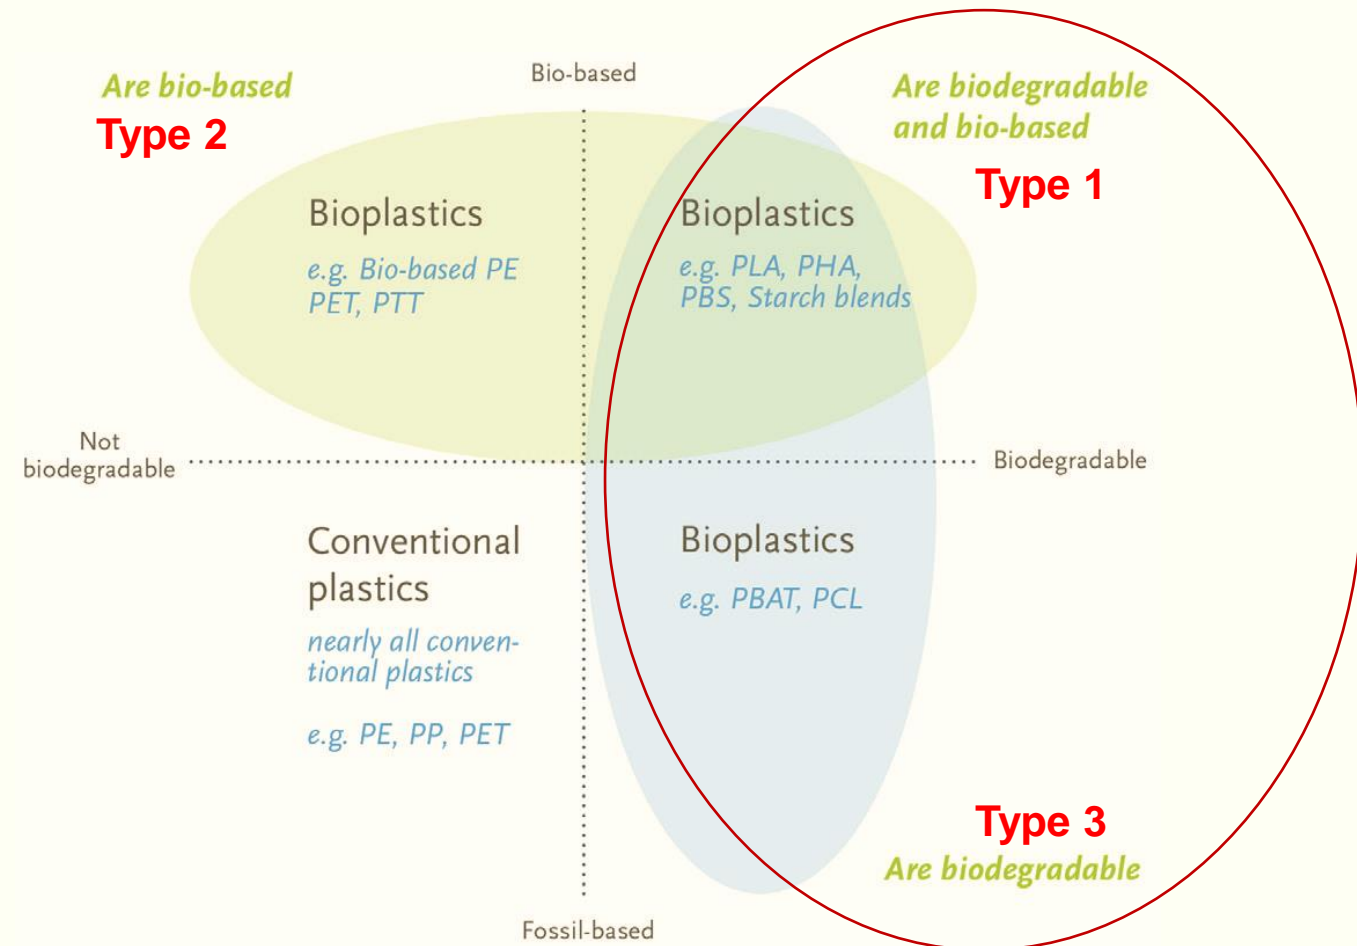 Bio-based
Are bio-based
Type 2
Are biodegradable
and bio-based
Type 1
Bioplastics
e.g. Bio-based PE
PET, PTT
Bioplastics
e.g. PLA, PHA,
PBS, Starch blends
Not
biodegradable
Biodegradable
Conventional
plastics
nearly all conven-
tional plastics
e.g. PE, PP, PET
Bioplastics
e.g. PBAT, PCL
Type 3
Are biodegradable
Fossil-based